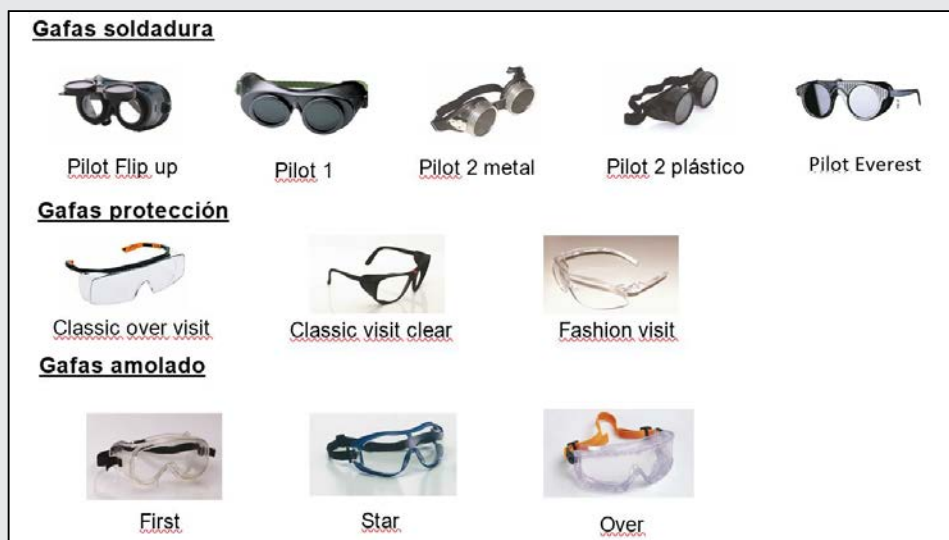 Gafas soldadura
Pilot Flip up
Pilot 1
Pilot 2 metal
Pilot 2 plástico
Pilot Everest
Gafas protección
Classic over visit
Classic visit clear
Fashion visit
Gafas amolado
First
Star
Over